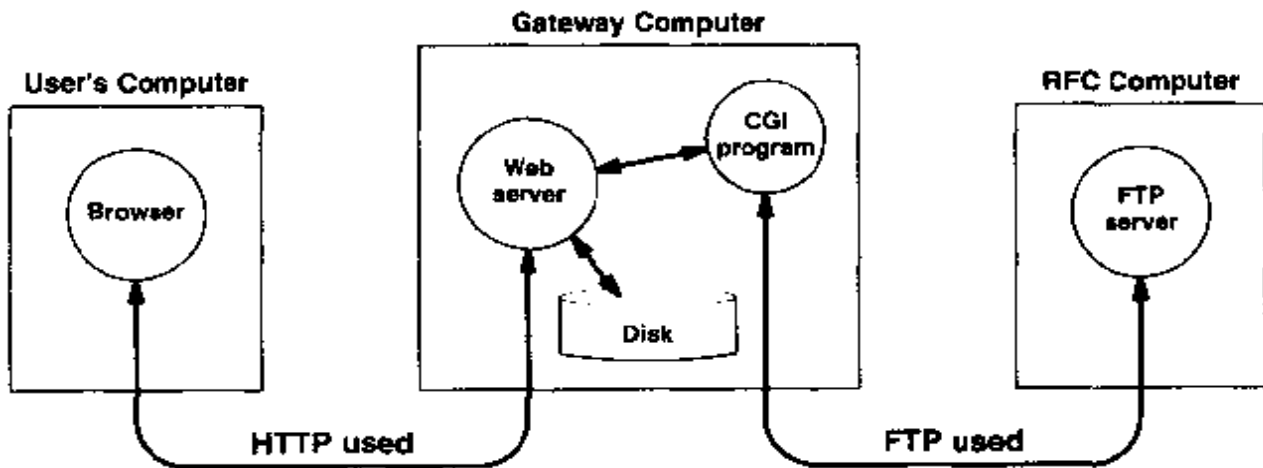 Gateway Computer
User's Computer
RFC Computer
CGI
program
Web
server
Browser
FTP
server
Disk
HTTP used
FTP used